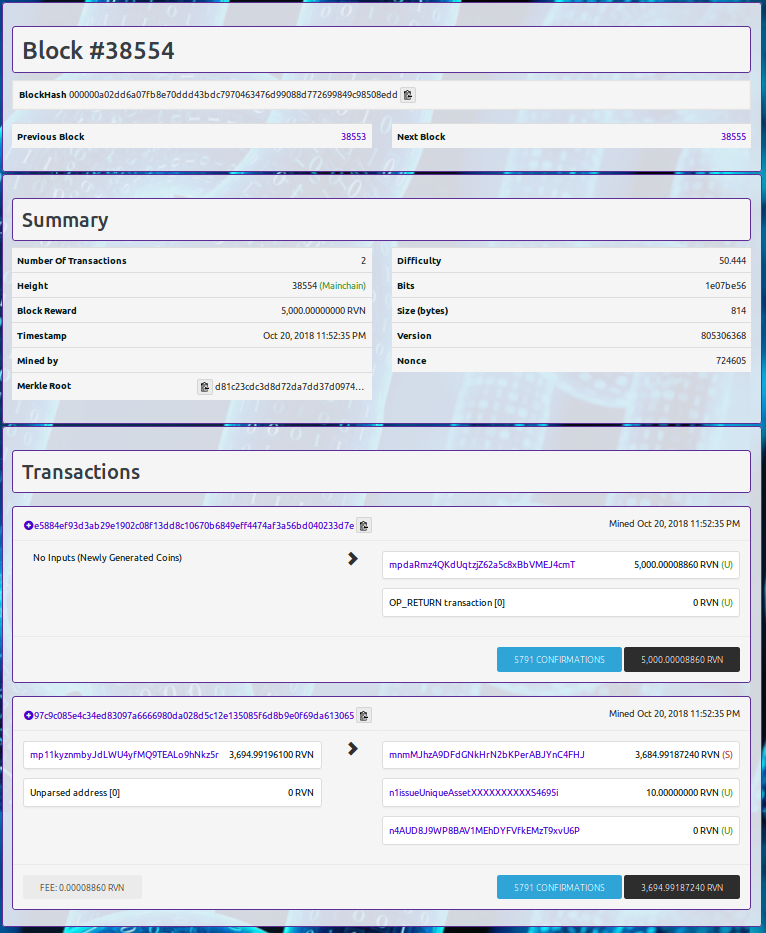 Block #38554
BlockHash 000000a02dd6a07fb8e70ddd43bdc7970463476d99088d772699849c98508edd
Previous Block 38553 Next Block 38555
Summary
Number Of Transactions 2 Difficulty 50.444
Height 38554 (Mainchain) Bits 1e07be56
Block Reward 5,000.00000000 RVN Size (bytes) 814
Timestamp Oct 20, 2018 11:52:35 PM Version 805306368
Mined by Nonce 724605
Merkle Root d81c23cdc3d8d72da7dd37d0974...
Transactions
e5884ef93d3ab29e1902c08f13dd8c10670b6849eff4474af3a56bd040233d7e Mined Oct 20, 2018 11:52:35 PM
No Inputs (Newly Generated Coins) mpdaRmz4QKdUqtzjZ62a5c8xBbVMEJ4cmT 5,000.00008860 RVN (U)
OP_RETURN transaction [0] 0 RVN (U)
5791 CONFIRMATIONS 5,000.00008860 RVN
97c9c085e4c34ed83097a6666980da028d5c12e135085f6d8b9e0f69da613065 Mined Oct 20, 2018 11:52:35 PM
mp11kyznmbyJdLWU4yfMQ9TEALo9hNkzSr 3,694.99196100 RVN mnmMJhzA9DFdGNkHrN2bKPerABJYnC4FHJ 3,684.99187240 RVN (S)
Unparsed address [0] 0 RVN n1issueUniqueAssetXXXXXXXXXXS4695i 10.00000000 RVN (U)
n4AUD8J9WP8BAV1MEhDYFVfkEMzT9xvU6P 0 RVN (U)
FEE: 0.00008860 RVN 5791 CONFIRMATIONS 3,694.99187240 RVN